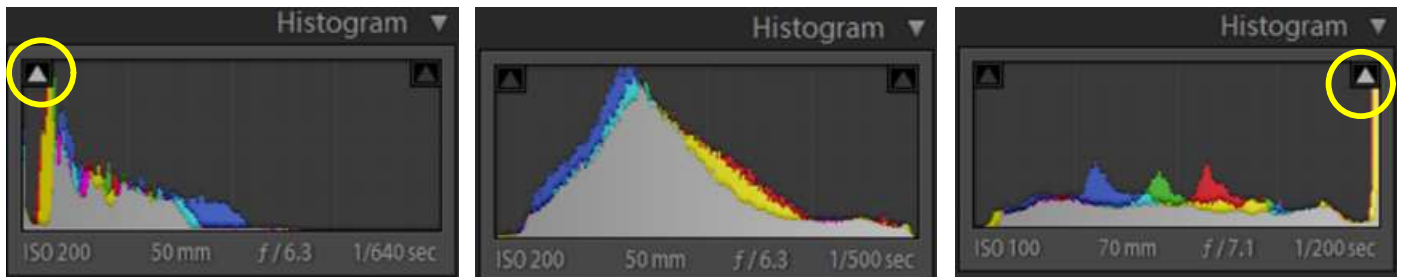 Histogram ▼
ISO 200 50 mm ƒ/6.3 1/640 sec
Histogram ▼
ISO 200 50 mm ƒ/6.3 1/500 sec
Histogram ▼
ISO 100 70 mm ƒ/7.1 1/200 sec